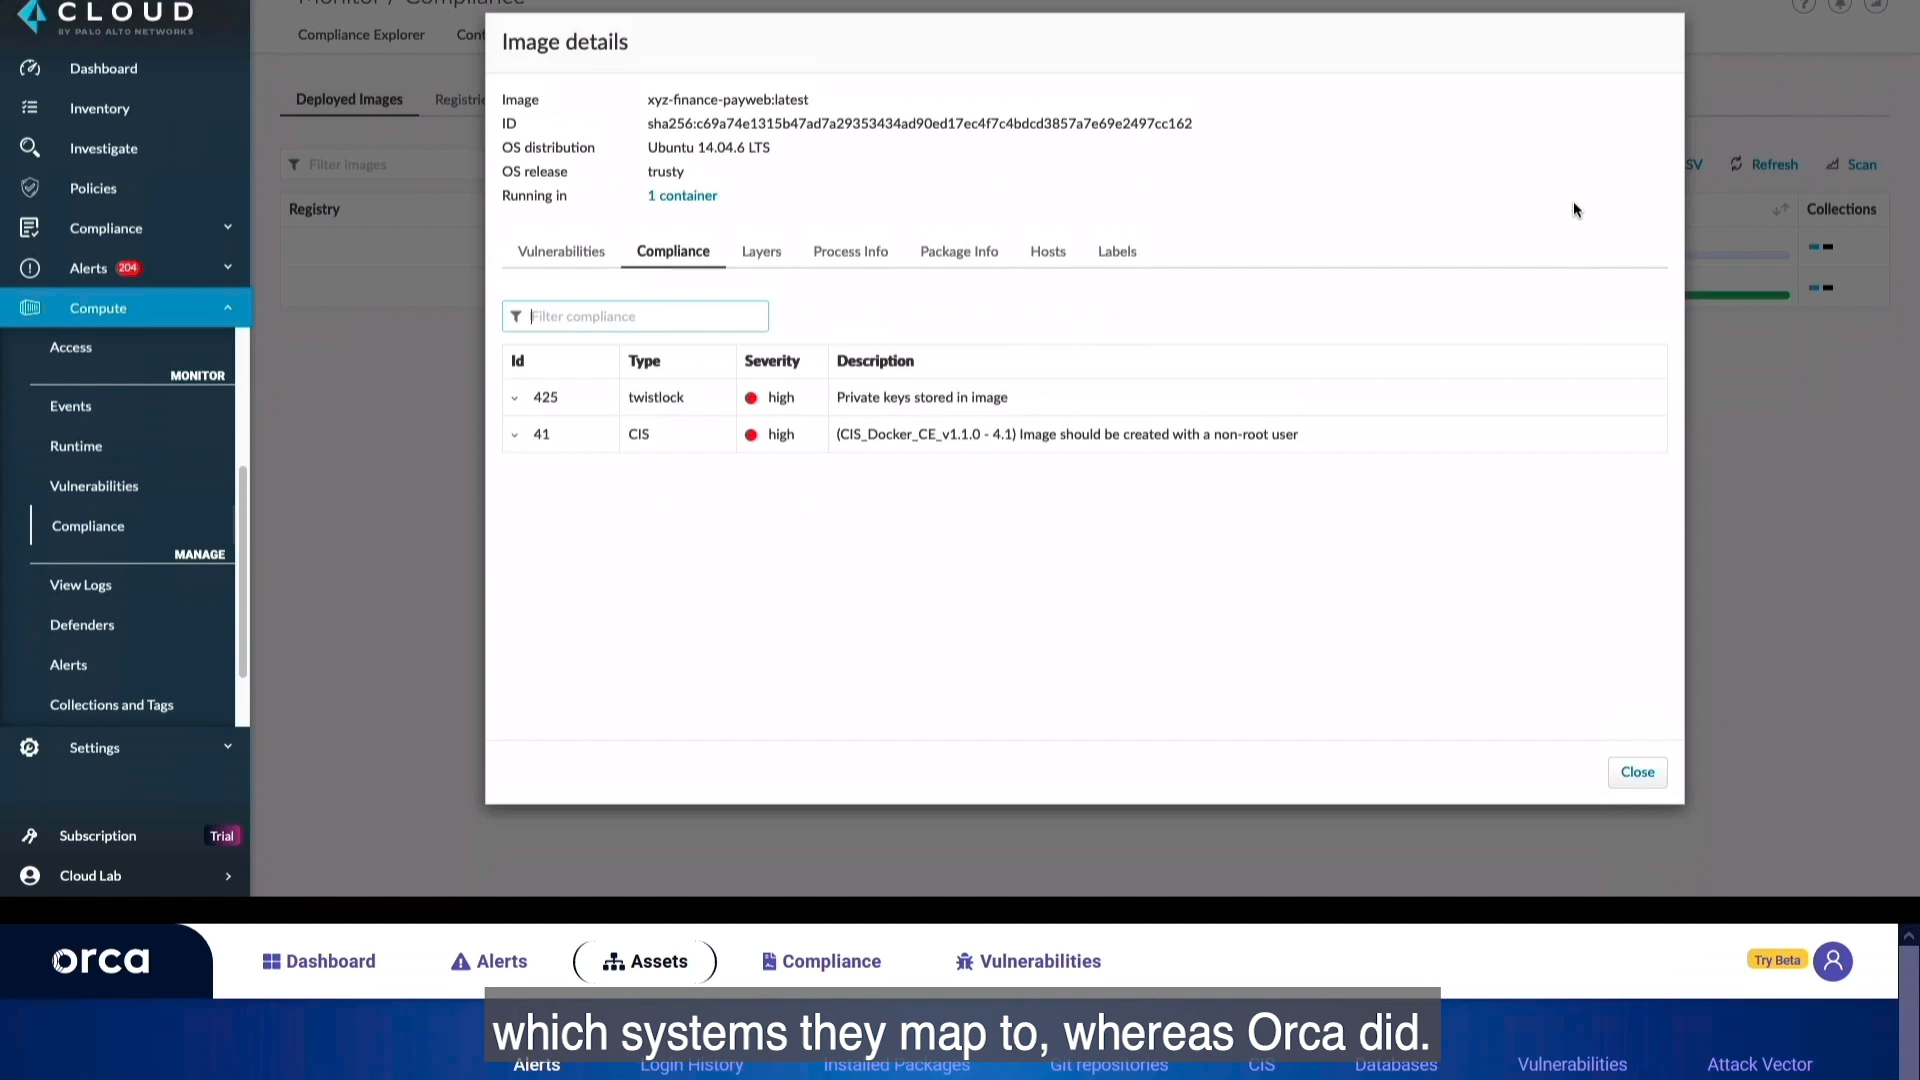 CLOUD
BY PALO ALTO NETWORKS
Dashboard
Inventory
Investigate
Policies
Compliance
Alerts 204
Compute
Access
MONITOR
Events
Runtime
Vulnerabilities
Compliance
MANAGE
View Logs
Defenders
Alerts
Collections and Tags
Settings
Subscription Trial
Cloud Lab
Monitor / Compliance
Compliance Explorer
Deployed Images
Filter images
Registry
SV Refresh Scan
Collections
Image details
Image xyz-finance-payweb:latest
ID sha256:c69a74e1315b47ad7a29353434ad90ed17ec4f7c4bdcd3857a7e69e2497cc162
OS distribution Ubuntu 14.04.6 LTS
OS release trusty
Running in 1 container
Vulnerabilities Compliance Layers Process Info Package Info Hosts Labels
Filter compliance
Id Type Severity Description
425 twistlock high Private keys stored in image
41 CIS high (CIS_Docker_CE_v1.1.0 - 4.1) Image should be created with a non-root user
Close
orca Dashboard Alerts Assets Compliance Vulnerabilities Try Beta
which systems they map to, whereas Orca did.
Alerts Login History Installed Packages Git repositories CIS Databases Vulnerabilities Attack Vector